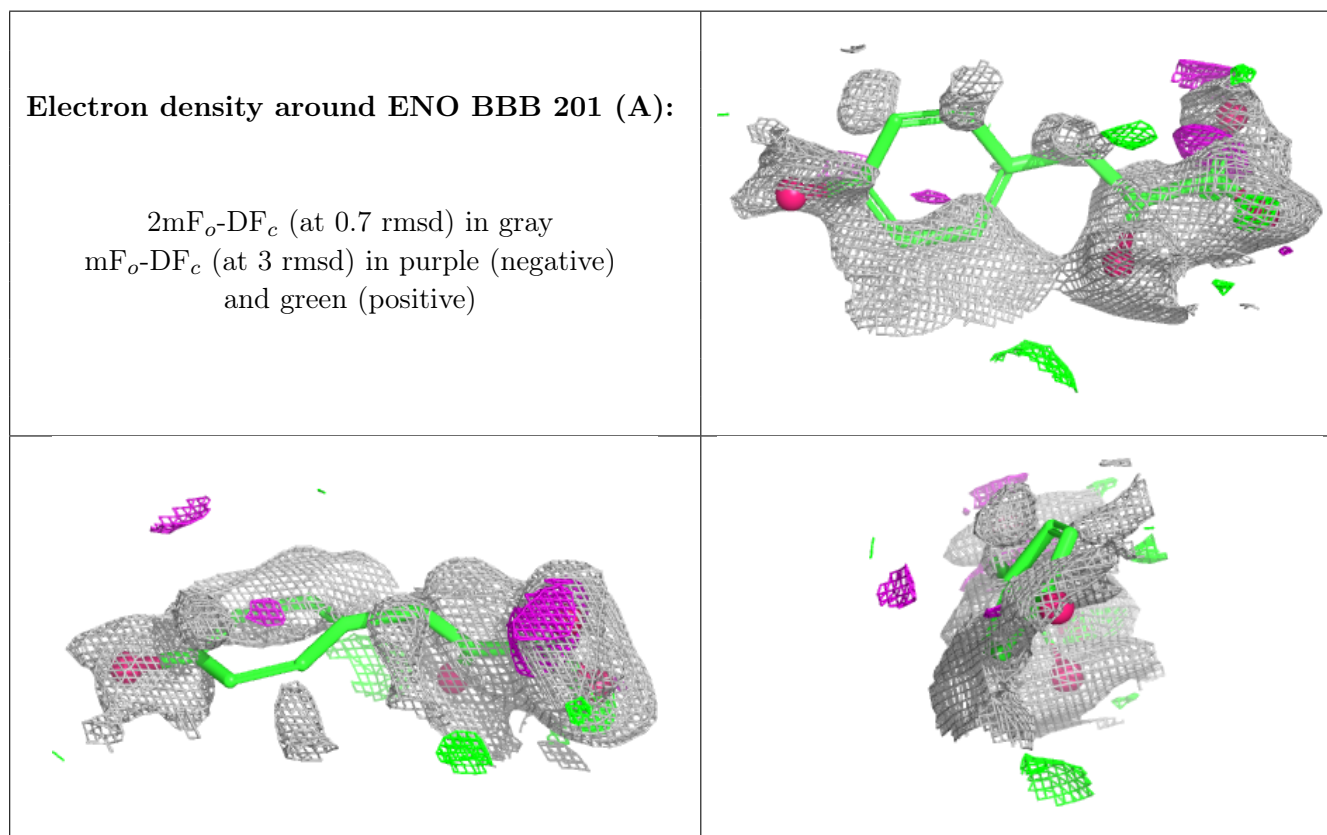 Electron density around ENO BBB 201 (A):
2mFₒ-DF𝒸 (at 0.7 rmsd) in gray
mFₒ-DF𝒸 (at 3 rmsd) in purple (negative)
and green (positive)